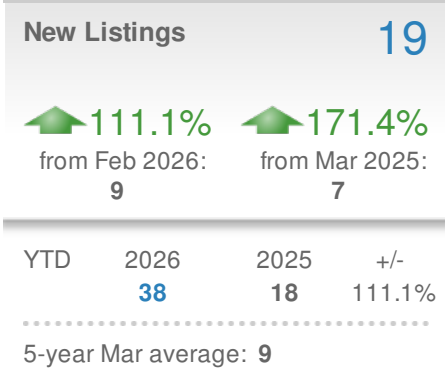 New Listings 19
111.1% 171.4%
from Feb 2026: from Mar 2025:
9 7
YTD 2026 2025 +/-
38 18 111.1%
5-year Mar average: 9